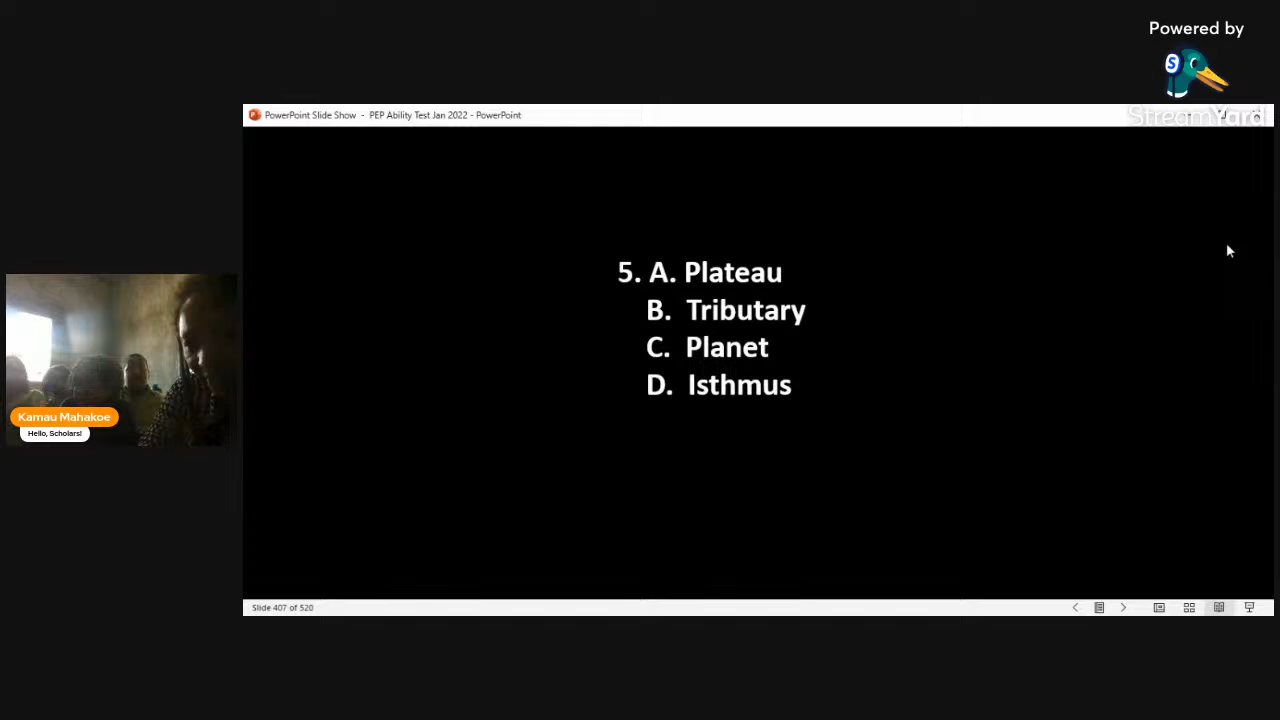 Powered by
S
StreamYard
PowerPoint Slide Show - PEP Ability Test Jan 2022 - PowerPoint
5. A. Plateau
B. Tributary
C. Planet
D. Isthmus
Kamau Mahakoe
Hello, Scholars!
Slide 407 of 520